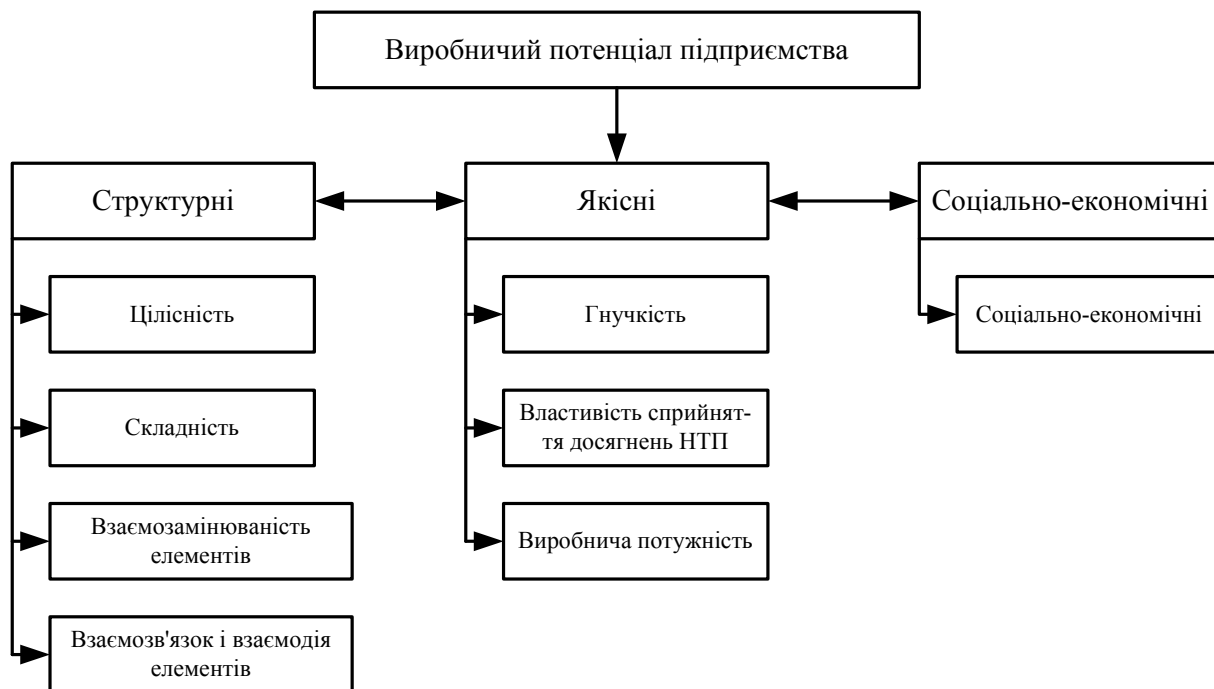 Виробничий потенціал підприємства
Структурні
Якісні
Соціально-економічні
Цілісність
Гнучкість
Соціально-економічні
Складність
Властивість сприйнят-
тя досягнень НТП
Взаємозамінюваність
елементів
Виробнича потужність
Взаємозв'язок і взаємодія
елементів